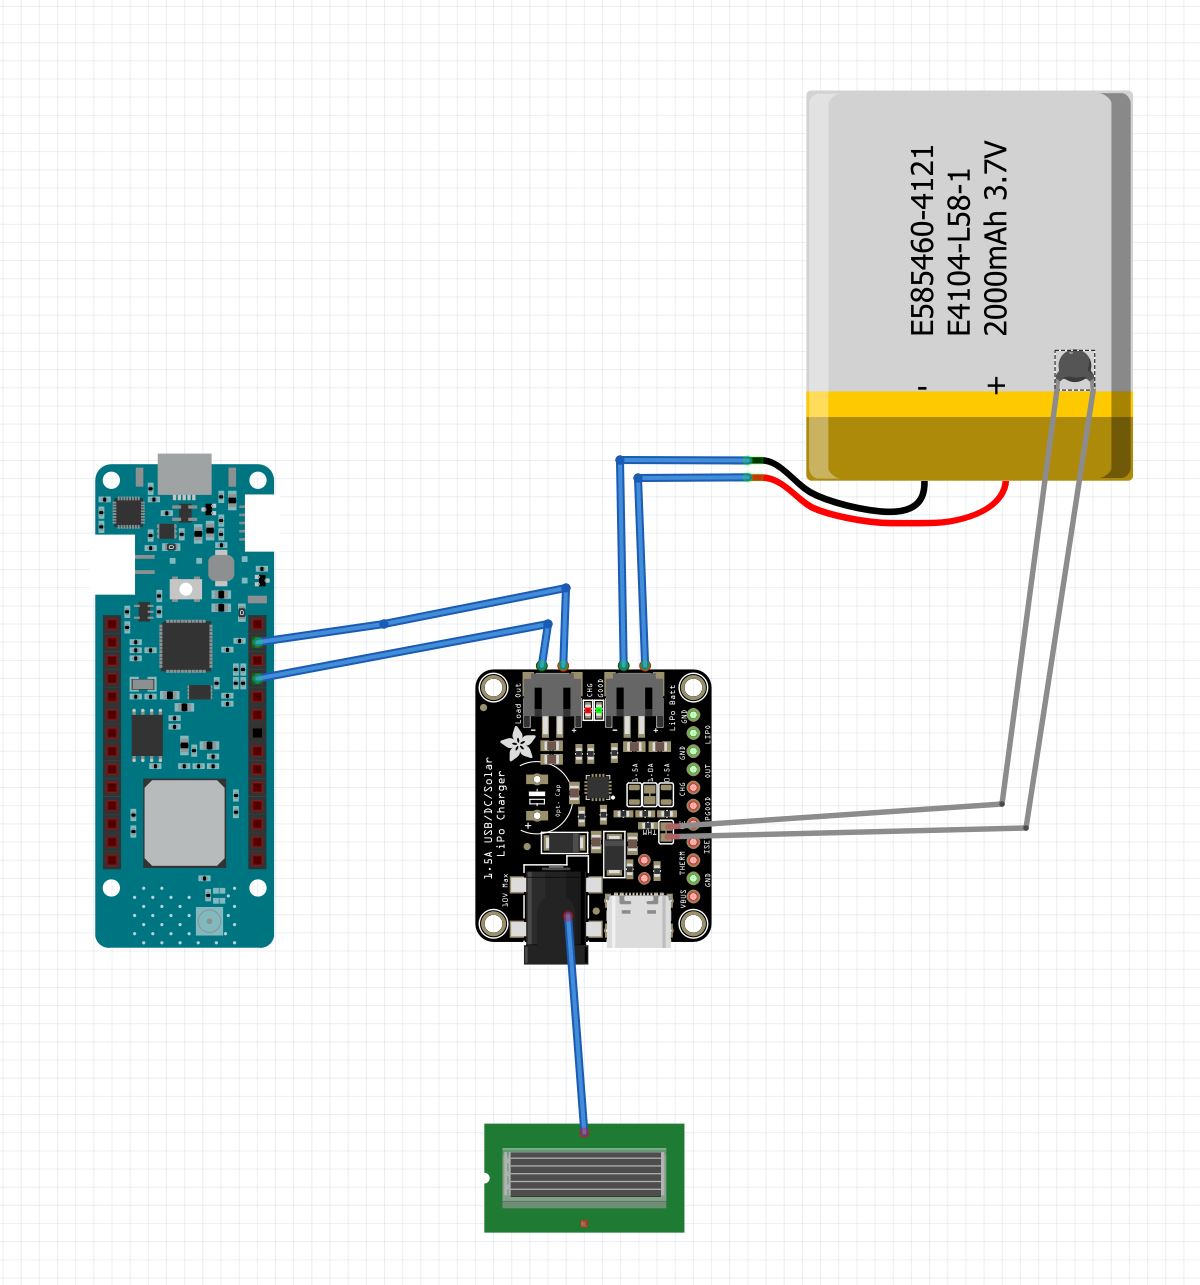 E585460-4121
E4104-L58-1
2000mAh 3.7V
- +
Load Out
CHG
GOOD
LiPo Batt
- +
- +
GND
LIPO
GND
OUT
CHG
PGOOD
ISET
THERM
GND
VBUS
1.5A
1.0A
0.5A
Opt. Cap
+
THM
1.5A USB/DC/Solar
LiPo Charger
10V Max